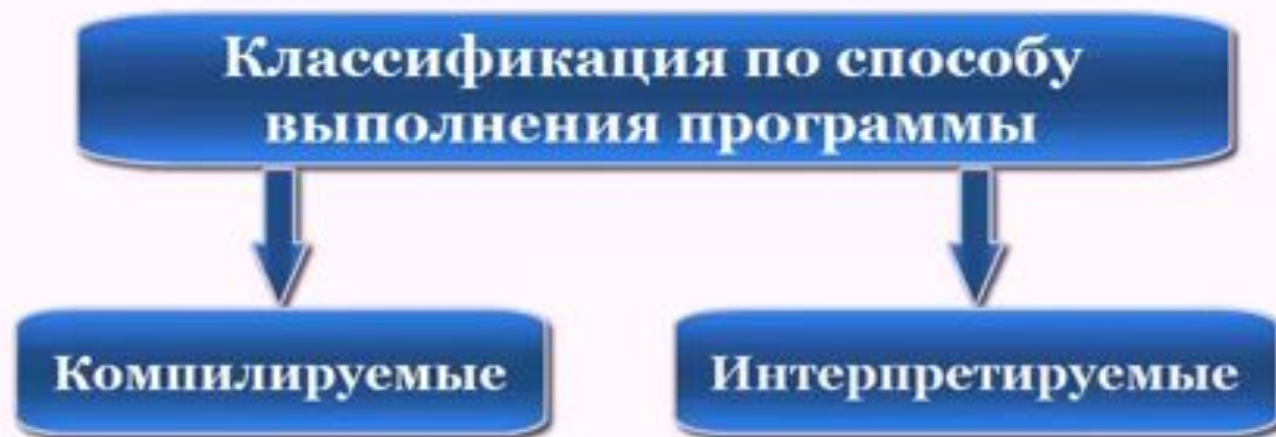 Классификация по способу
выполнения программы
Компилируемые
Интерпретируемые